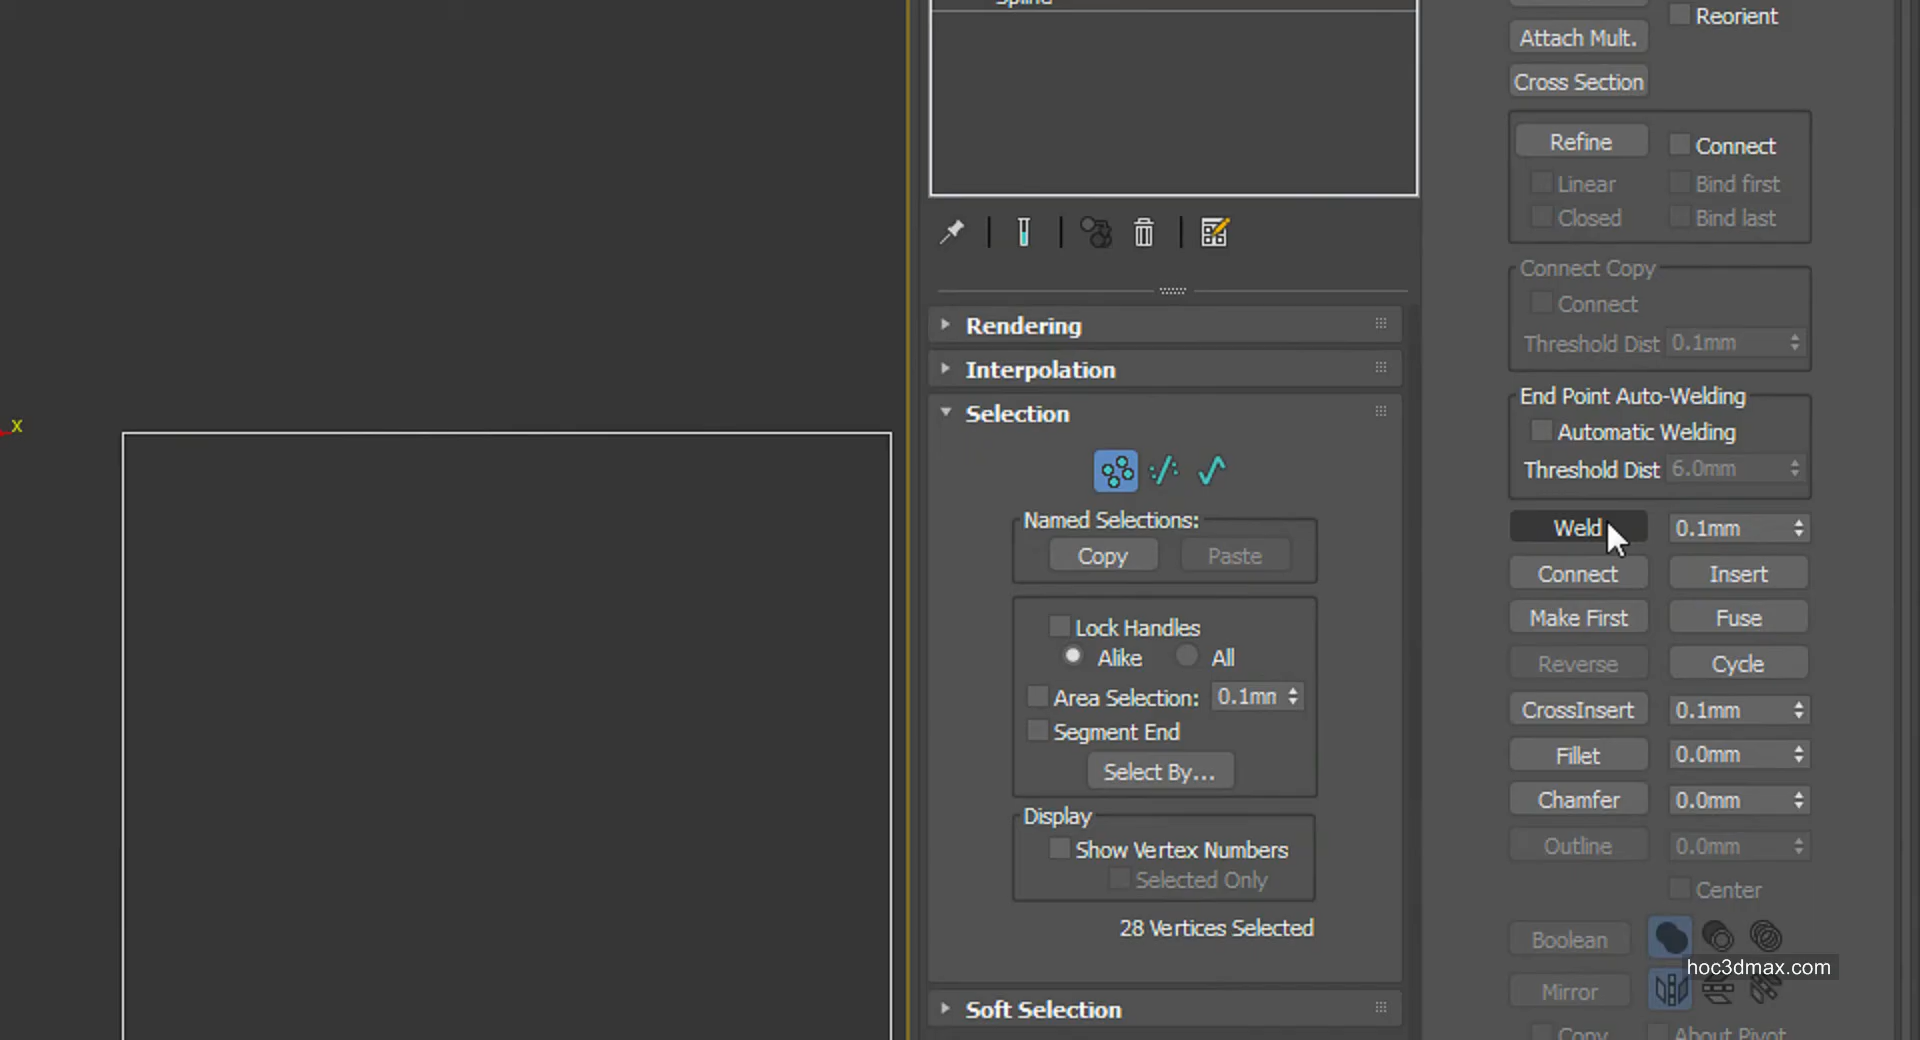 Spline
Reorient
Attach Mult.
Cross Section
Refine
Connect
Linear
Bind first
Closed
Bind last
Connect Copy
Connect
Threshold Dist 0.1mm
End Point Auto-Welding
Automatic Welding
Threshold Dist 6.0mm
Weld 0.1mm
Connect Insert
Make First Fuse
Reverse Cycle
CrossInsert 0.1mm
Fillet 0.0mm
Chamfer 0.0mm
Outline 0.0mm
Center
Boolean
hoc3dmax.com
Mirror
Copy About Pivot
x
Rendering
Interpolation
Selection
Named Selections:
Copy Paste
Lock Handles
Alike All
Area Selection: 0.1mn
Segment End
Select By...
Display
Show Vertex Numbers
Selected Only
28 Vertices Selected
Soft Selection